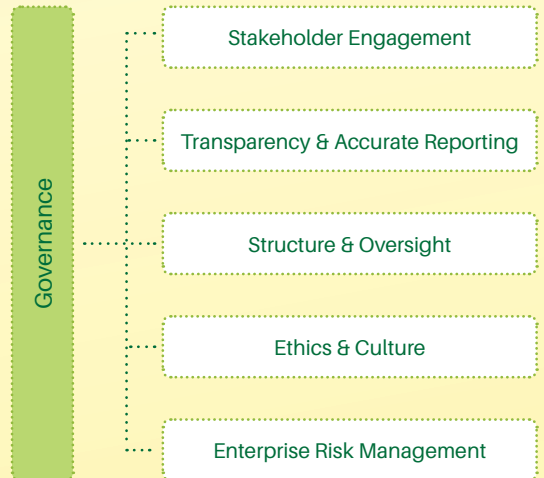 Governance
Stakeholder Engagement
Transparency & Accurate Reporting
Structure & Oversight
Ethics & Culture
Enterprise Risk Management